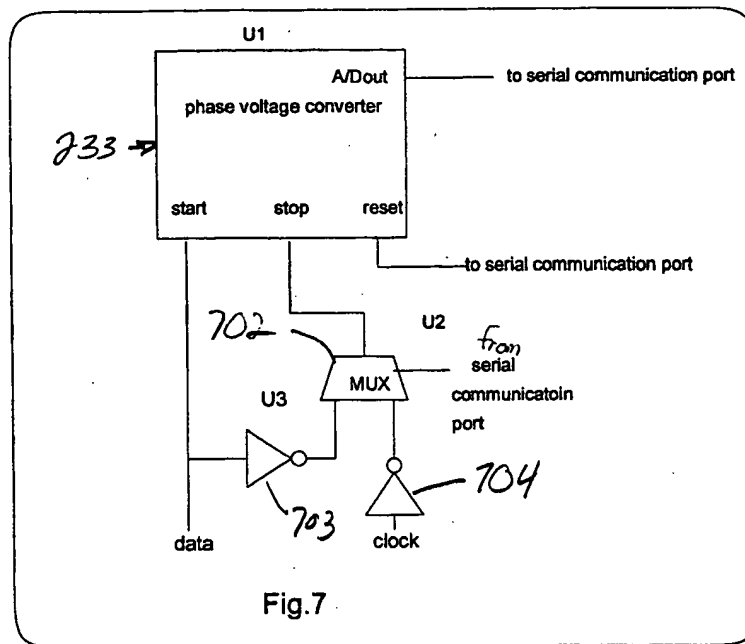 U1
A/Dout
to serial communication port
phase voltage converter
233
start stop reset
to serial communication port
702
U2
from
serial
communicatoin
port
MUX
U3
704
703
data
clock
Fig.7